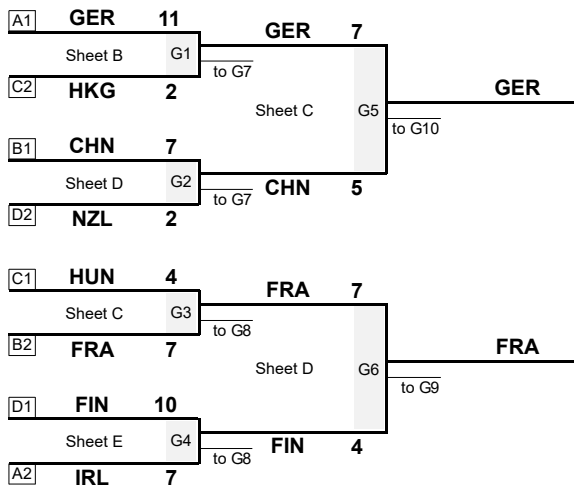 A1 GER 11 GER 7
Sheet B G1
to G7
C2 HKG 2 GER
Sheet C G5
to G10
B1 CHN 7
Sheet D G2
to G7 CHN 5
D2 NZL 2
C1 HUN 4 FRA 7
Sheet C G3
to G8
B2 FRA 7 FRA
Sheet D G6
to G9
D1 FIN 10
Sheet E G4
to G8 FIN 4
A2 IRL 7